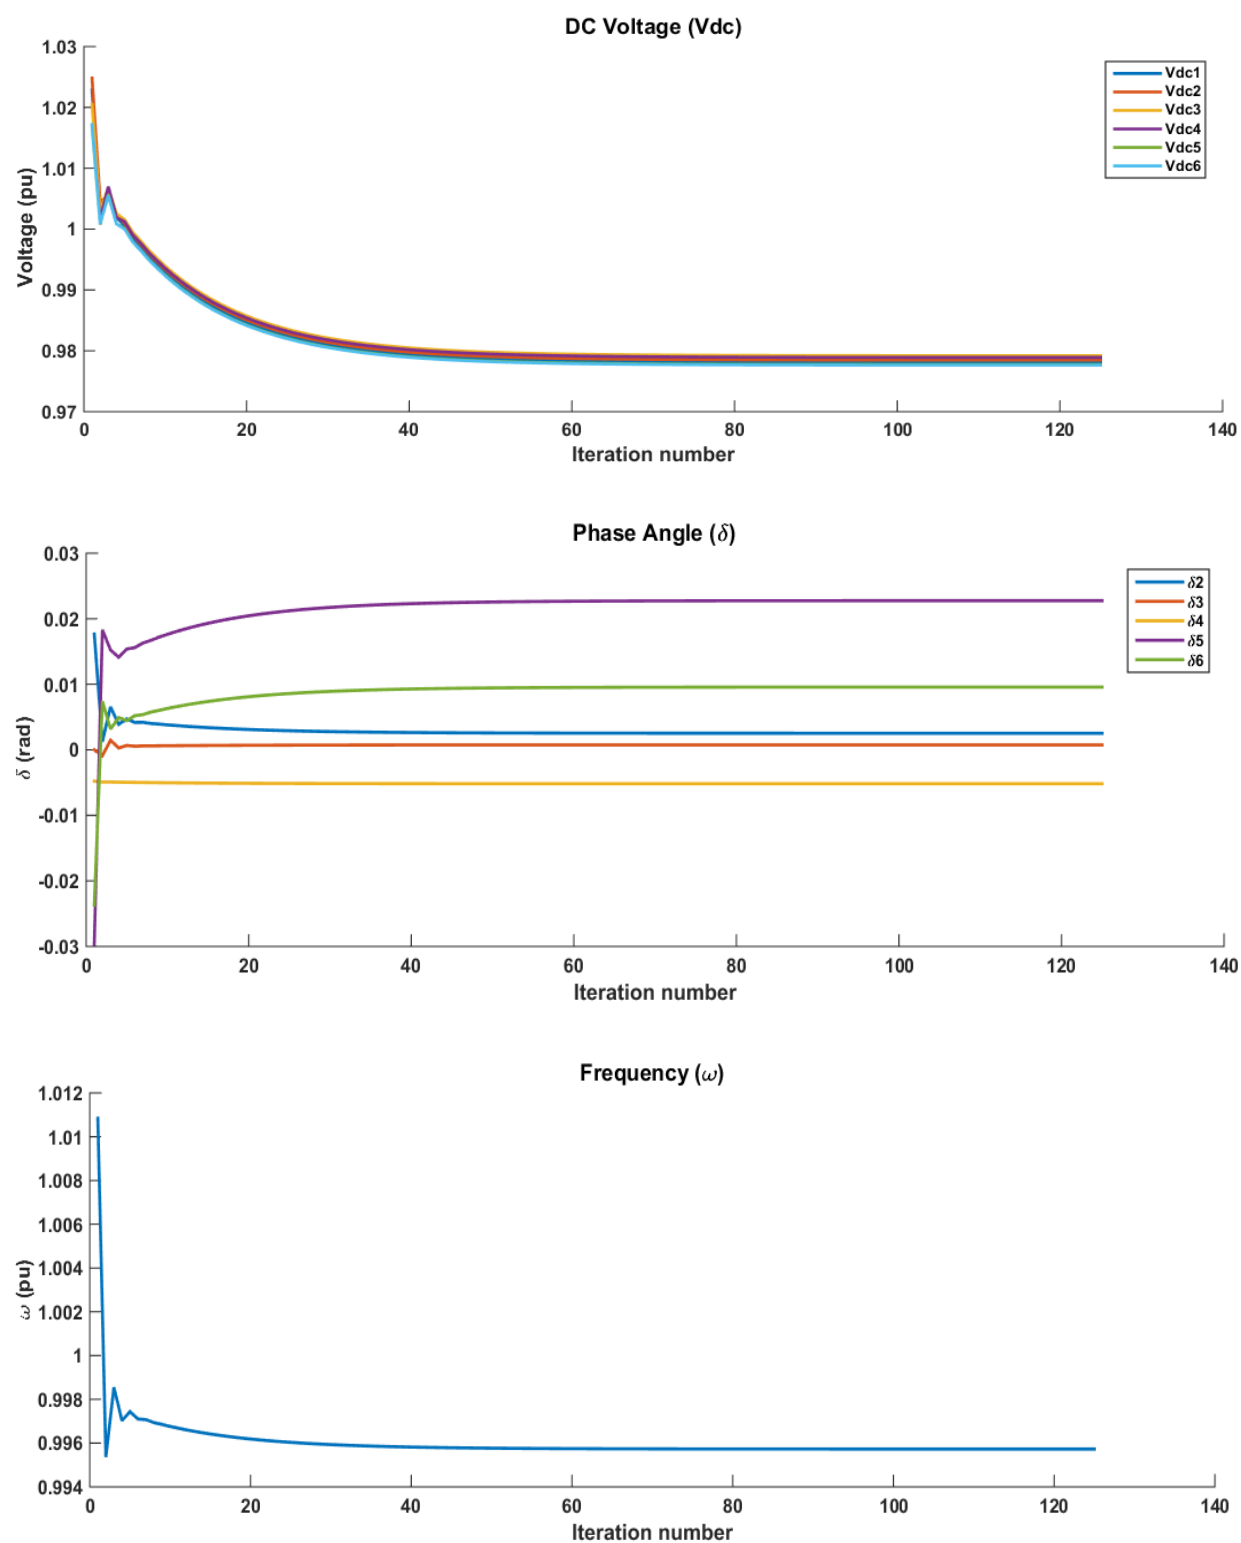 DC Voltage (Vdc)
1.03
1.02
1.01
1
0.99
0.98
0.97
Voltage (pu)
0 20 40 60 80 100 120 140
Iteration number
Vdc1
Vdc2
Vdc3
Vdc4
Vdc5
Vdc6
Phase Angle (δ)
0.03
0.02
0.01
0
-0.01
-0.02
-0.03
δ (rad)
0 20 40 60 80 100 120 140
Iteration number
δ2
δ3
δ4
δ5
δ6
Frequency (ω)
1.012
1.01
1.008
1.006
1.004
1.002
1
0.998
0.996
0.994
ω (pu)
0 20 40 60 80 100 120 140
Iteration number